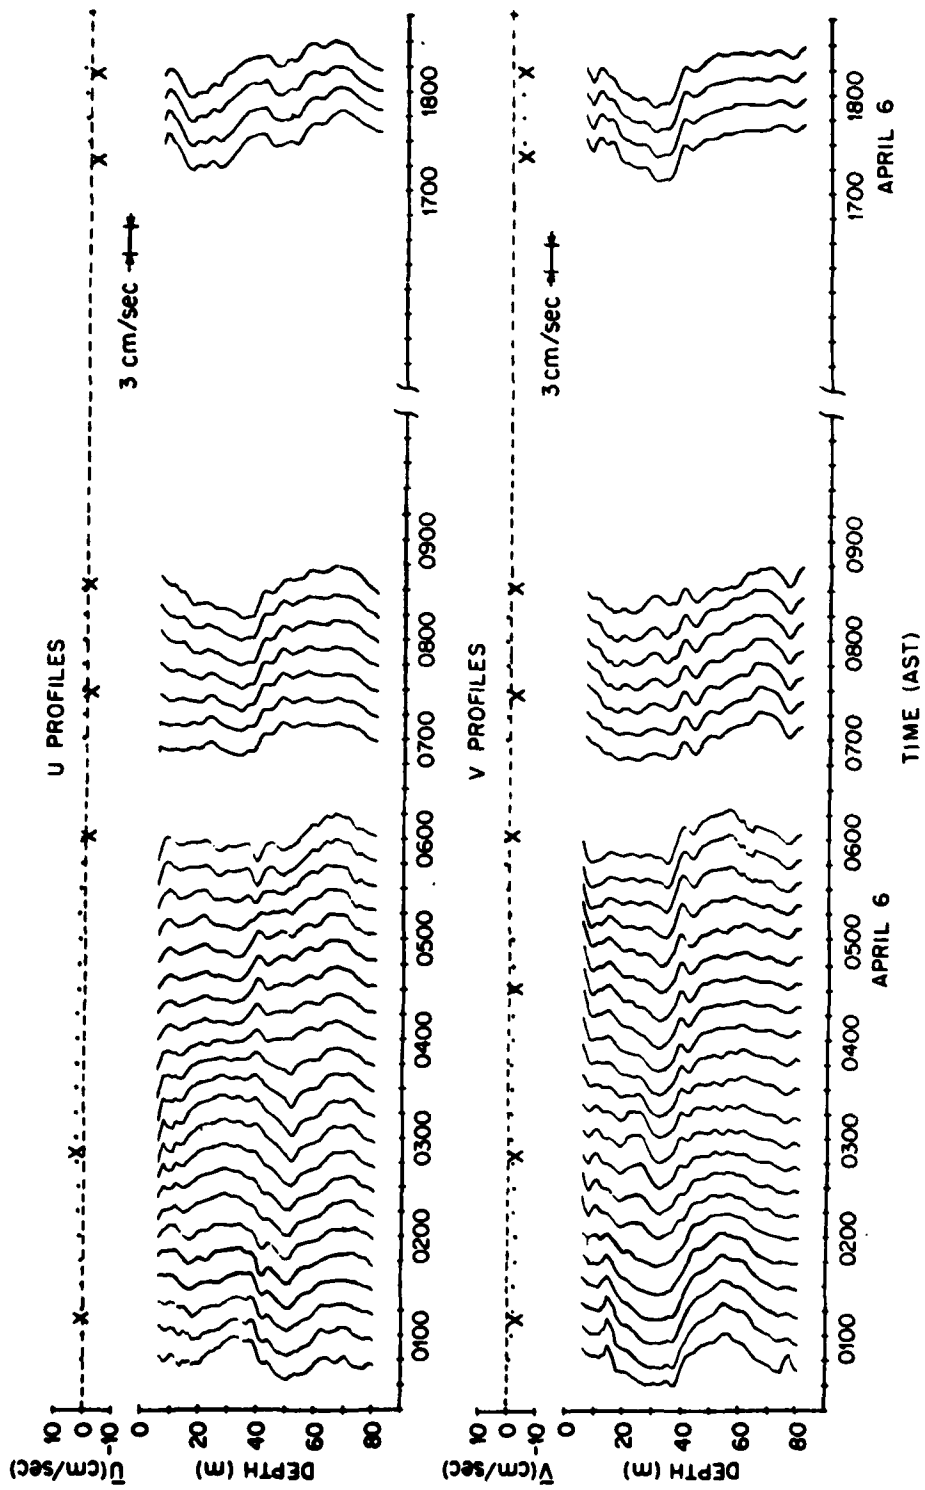 U PROFILES
10
0
-10
Ū(cm/sec)
3 cm/sec
0
20
40
60
80
DEPTH (m)
0100 0200 0300 0400 0500 0600 0700 0800 0900 1700 1800
V PROFILES
10
0
-10
V̄(cm/sec)
3 cm/sec
0
20
40
60
80
DEPTH (m)
0100 0200 0300 0400 0500 0600 0700 0800 0900 1700 1800
APRIL 6
APRIL 6
TIME (AST)